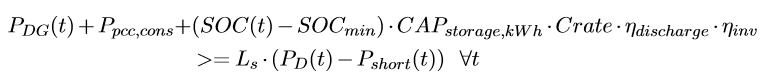 P_{DG}(t) + P_{pcc,cons} + (SOC(t) − SOC_{min}) · CAP_{storage,kWh} · Crate · η_{discharge} · η_{inv}
>= L_s · (P_D(t) − P_{short}(t)) ∀t